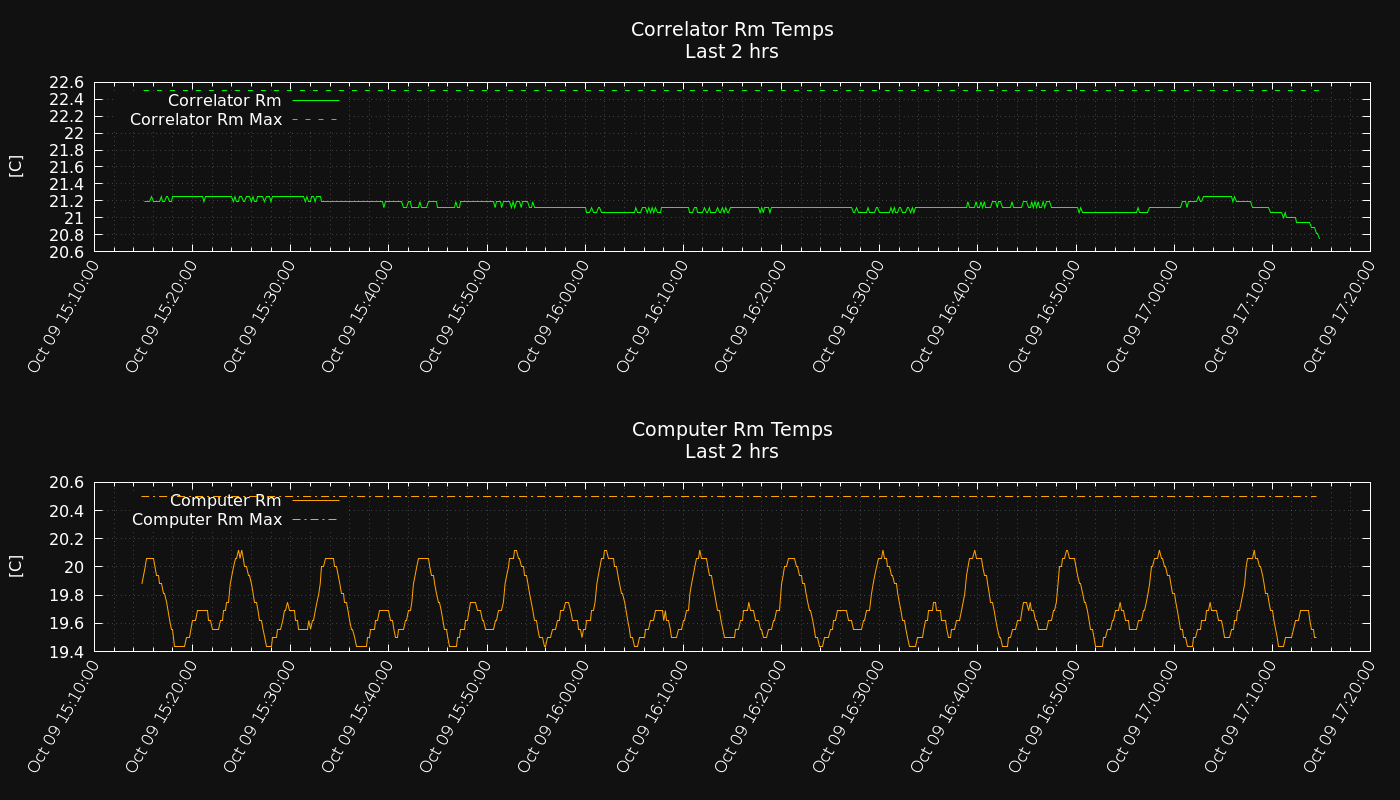 Correlator Rm Temps
Last 2 hrs
22.6
22.4
22.2
22
21.8
21.6
21.4
21.2
21
20.8
20.6
[C]
Correlator Rm
Correlator Rm Max
Oct 09 15:10:00
Oct 09 15:20:00
Oct 09 15:30:00
Oct 09 15:40:00
Oct 09 15:50:00
Oct 09 16:00:00
Oct 09 16:10:00
Oct 09 16:20:00
Oct 09 16:30:00
Oct 09 16:40:00
Oct 09 16:50:00
Oct 09 17:00:00
Oct 09 17:10:00
Oct 09 17:20:00
Computer Rm Temps
Last 2 hrs
20.6
20.4
20.2
20
19.8
19.6
19.4
[C]
Computer Rm
Computer Rm Max
Oct 09 15:10:00
Oct 09 15:20:00
Oct 09 15:30:00
Oct 09 15:40:00
Oct 09 15:50:00
Oct 09 16:00:00
Oct 09 16:10:00
Oct 09 16:20:00
Oct 09 16:30:00
Oct 09 16:40:00
Oct 09 16:50:00
Oct 09 17:00:00
Oct 09 17:10:00
Oct 09 17:20:00